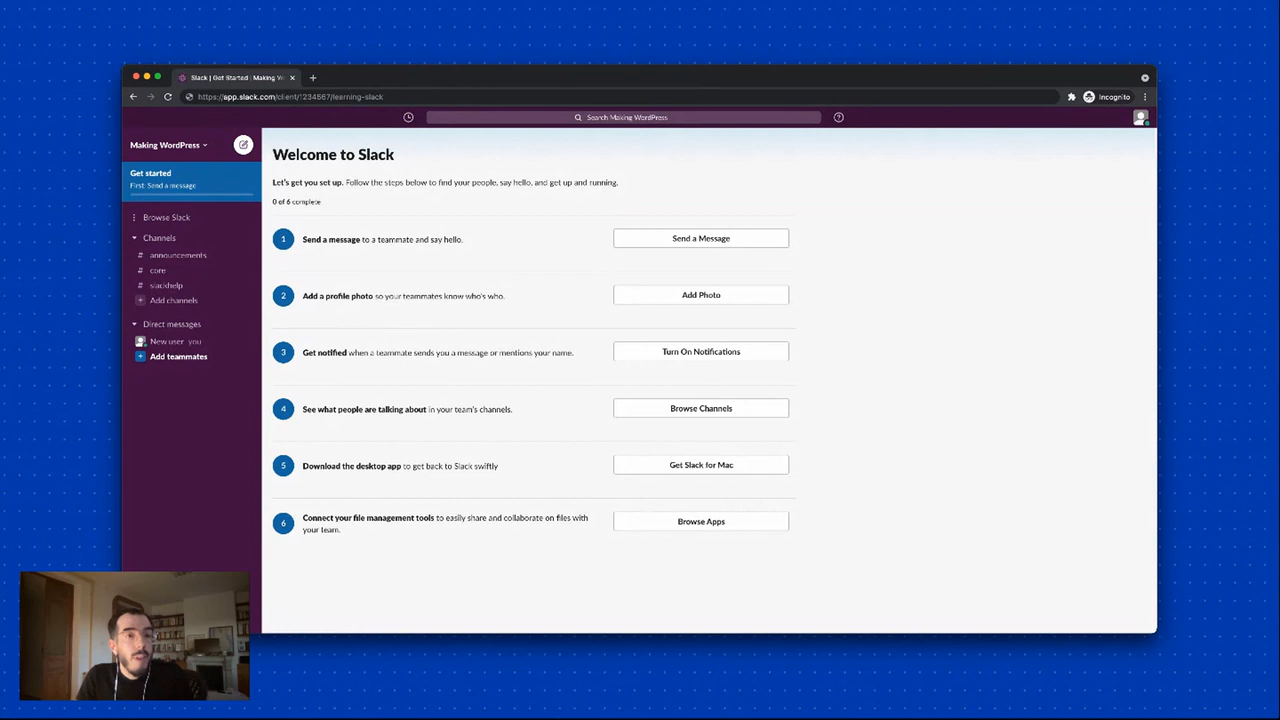 Slack | Get Started | Making W
https://app.slack.com/client/1234567/learning-slack
Incognito
Search Making WordPress
Making WordPress
Get started
First: Send a message
Browse Slack
Channels
# announcements
# core
# slackhelp
+ Add channels
Direct messages
New user you
+ Add teammates
Welcome to Slack
Let's get you set up. Follow the steps below to find your people, say hello, and get up and running.
0 of 6 complete
1 Send a message to a teammate and say hello. Send a Message
2 Add a profile photo so your teammates know who's who. Add Photo
3 Get notified when a teammate sends you a message or mentions your name. Turn On Notifications
4 See what people are talking about in your team's channels. Browse Channels
5 Download the desktop app to get back to Slack swiftly Get Slack for Mac
6 Connect your file management tools to easily share and collaborate on files with
your team. Browse Apps